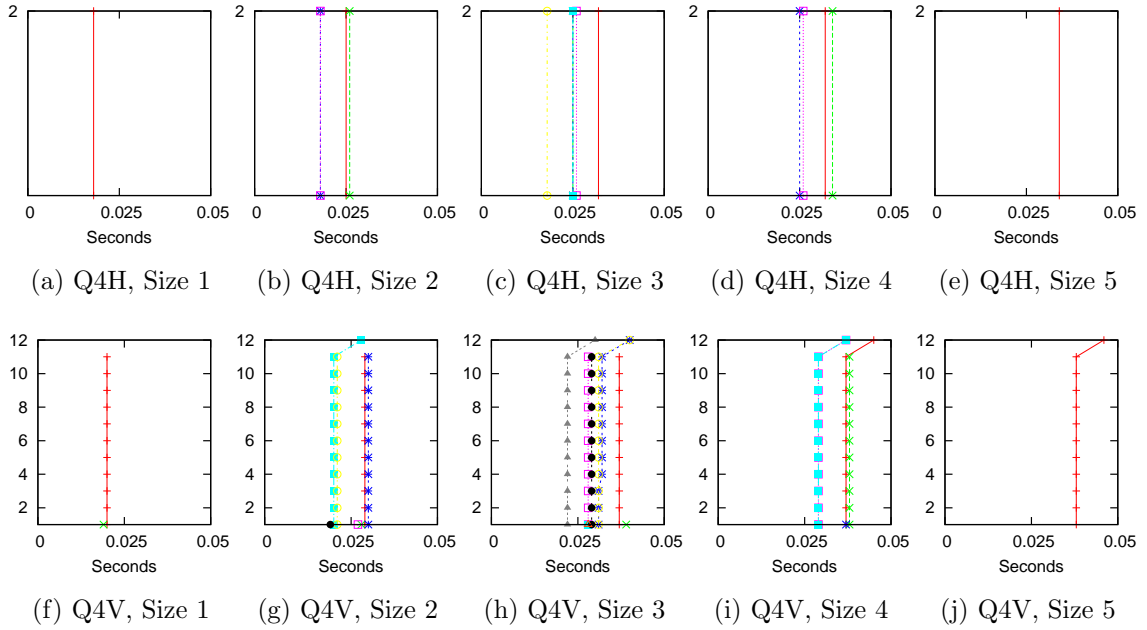 2 2 2 2 2
0 0.025 0.05 0 0.025 0.05 0 0.025 0.05 0 0.025 0.05 0 0.025 0.05
Seconds Seconds Seconds Seconds Seconds
(a) Q4H, Size 1 (b) Q4H, Size 2 (c) Q4H, Size 3 (d) Q4H, Size 4 (e) Q4H, Size 5
12 12 12 12 12
10 10 10 10 10
8 8 8 8 8
6 6 6 6 6
4 4 4 4 4
2 2 2 2 2
0 0.025 0.05 0 0.025 0.05 0 0.025 0.05 0 0.025 0.05 0 0.025 0.05
Seconds Seconds Seconds Seconds Seconds
(f) Q4V, Size 1 (g) Q4V, Size 2 (h) Q4V, Size 3 (i) Q4V, Size 4 (j) Q4V, Size 5